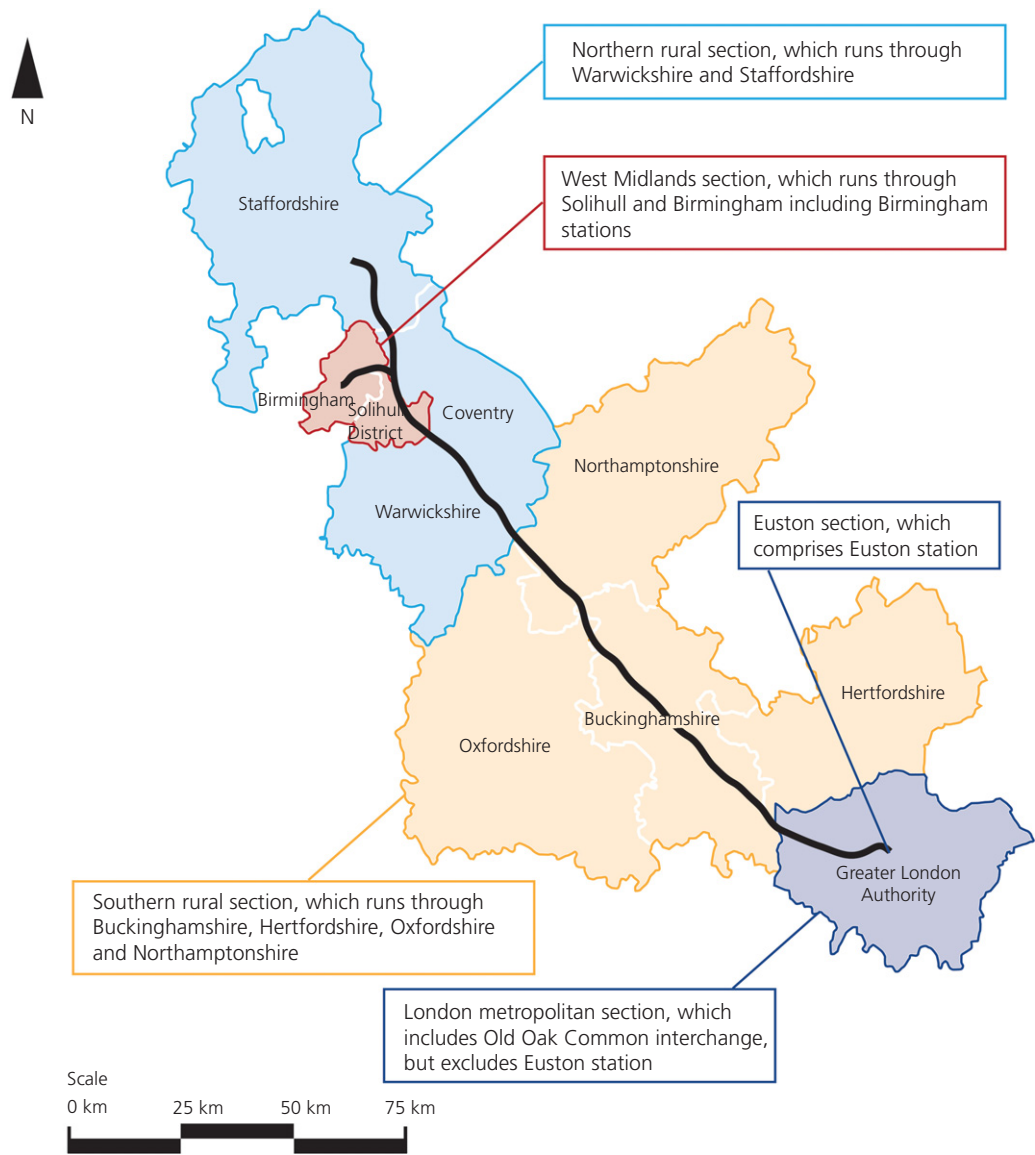 N
Northern rural section, which runs through
Warwickshire and Staffordshire
West Midlands section, which runs through
Solihull and Birmingham including Birmingham
stations
Staffordshire
Birmingham
Solihull
District
Coventry
Northamptonshire
Warwickshire
Euston section, which
comprises Euston station
Hertfordshire
Buckinghamshire
Oxfordshire
Greater London
Authority
Southern rural section, which runs through
Buckinghamshire, Hertfordshire, Oxfordshire
and Northamptonshire
London metropolitan section, which
includes Old Oak Common interchange,
but excludes Euston station
Scale
0 km 25 km 50 km 75 km